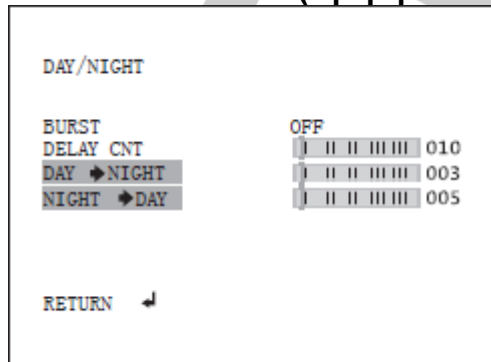 DAY/NIGHT
BURST OFF
DELAY CNT 010
DAY ➧NIGHT 003
NIGHT ➧DAY 005
RETURN ↲